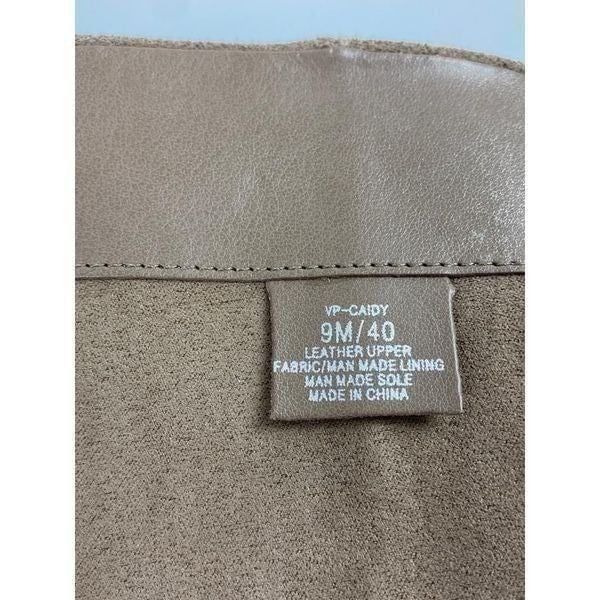 VP-CAIDY
9M/40
LEATHER UPPER
FABRIC/MAN MADE LINING
MAN MADE SOLE
MADE IN CHINA